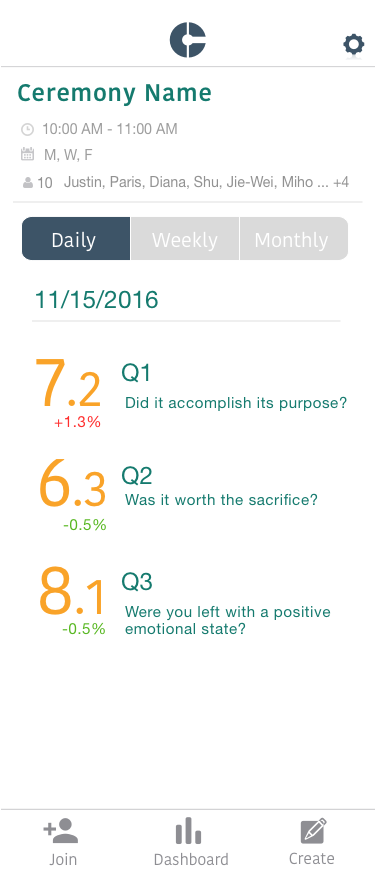 Ceremony Name
10:00 AM - 11:00 AM
M, W, F
10 Justin, Paris, Diana, Shu, Jie-Wei, Miho ... +4
Daily Weekly Monthly
11/15/2016
7.2 Q1
+1.3% Did it accomplish its purpose?
6.3 Q2
Was it worth the sacrifice?
-0.5%
8.1 Q3
Were you left with a positive
-0.5% emotional state?
Join Dashboard Create